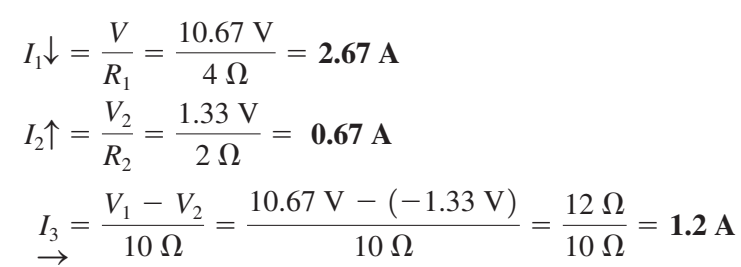 I₁↓ = V/R₁ = 10.67 V/4 Ω = 2.67 A
I₂↑ = V₂/R₂ = 1.33 V/2 Ω = 0.67 A
I₃→ = (V₁ − V₂)/10 Ω = (10.67 V − (−1.33 V))/10 Ω = 12 Ω/10 Ω = 1.2 A